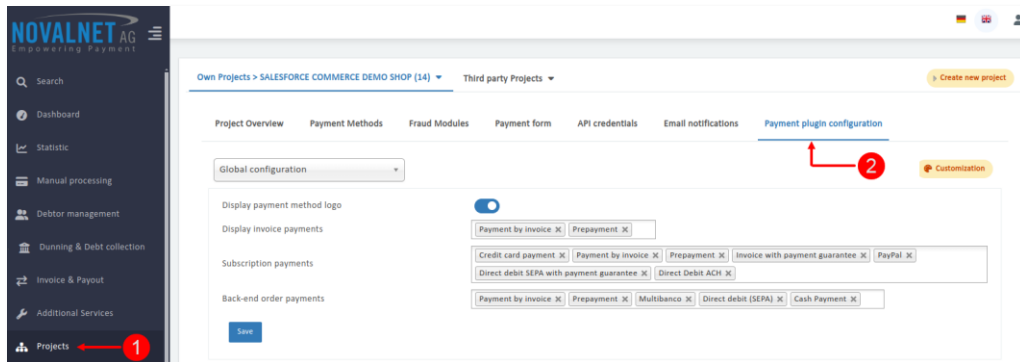 NOVALNET AG
Empowering Payment
Search
Dashboard
Statistic
Manual processing
Debtor management
Dunning & Debt collection
Invoice & Payout
Additional Services
Projects
1
Own Projects > SALESFORCE COMMERCE DEMO SHOP (14)
Third party Projects
Create new project
Project Overview
Payment Methods
Fraud Modules
Payment form
API credentials
Email notifications
Payment plugin configuration
2
Global configuration
Customization
Display payment method logo
Display invoice payments
Payment by invoice X
Prepayment X
Subscription payments
Credit card payment X
Payment by invoice X
Prepayment X
Invoice with payment guarantee X
PayPal X
Direct debit SEPA with payment guarantee X
Direct Debit ACH X
Back-end order payments
Payment by invoice X
Prepayment X
Multibanco X
Direct debit (SEPA) X
Cash Payment X
Save